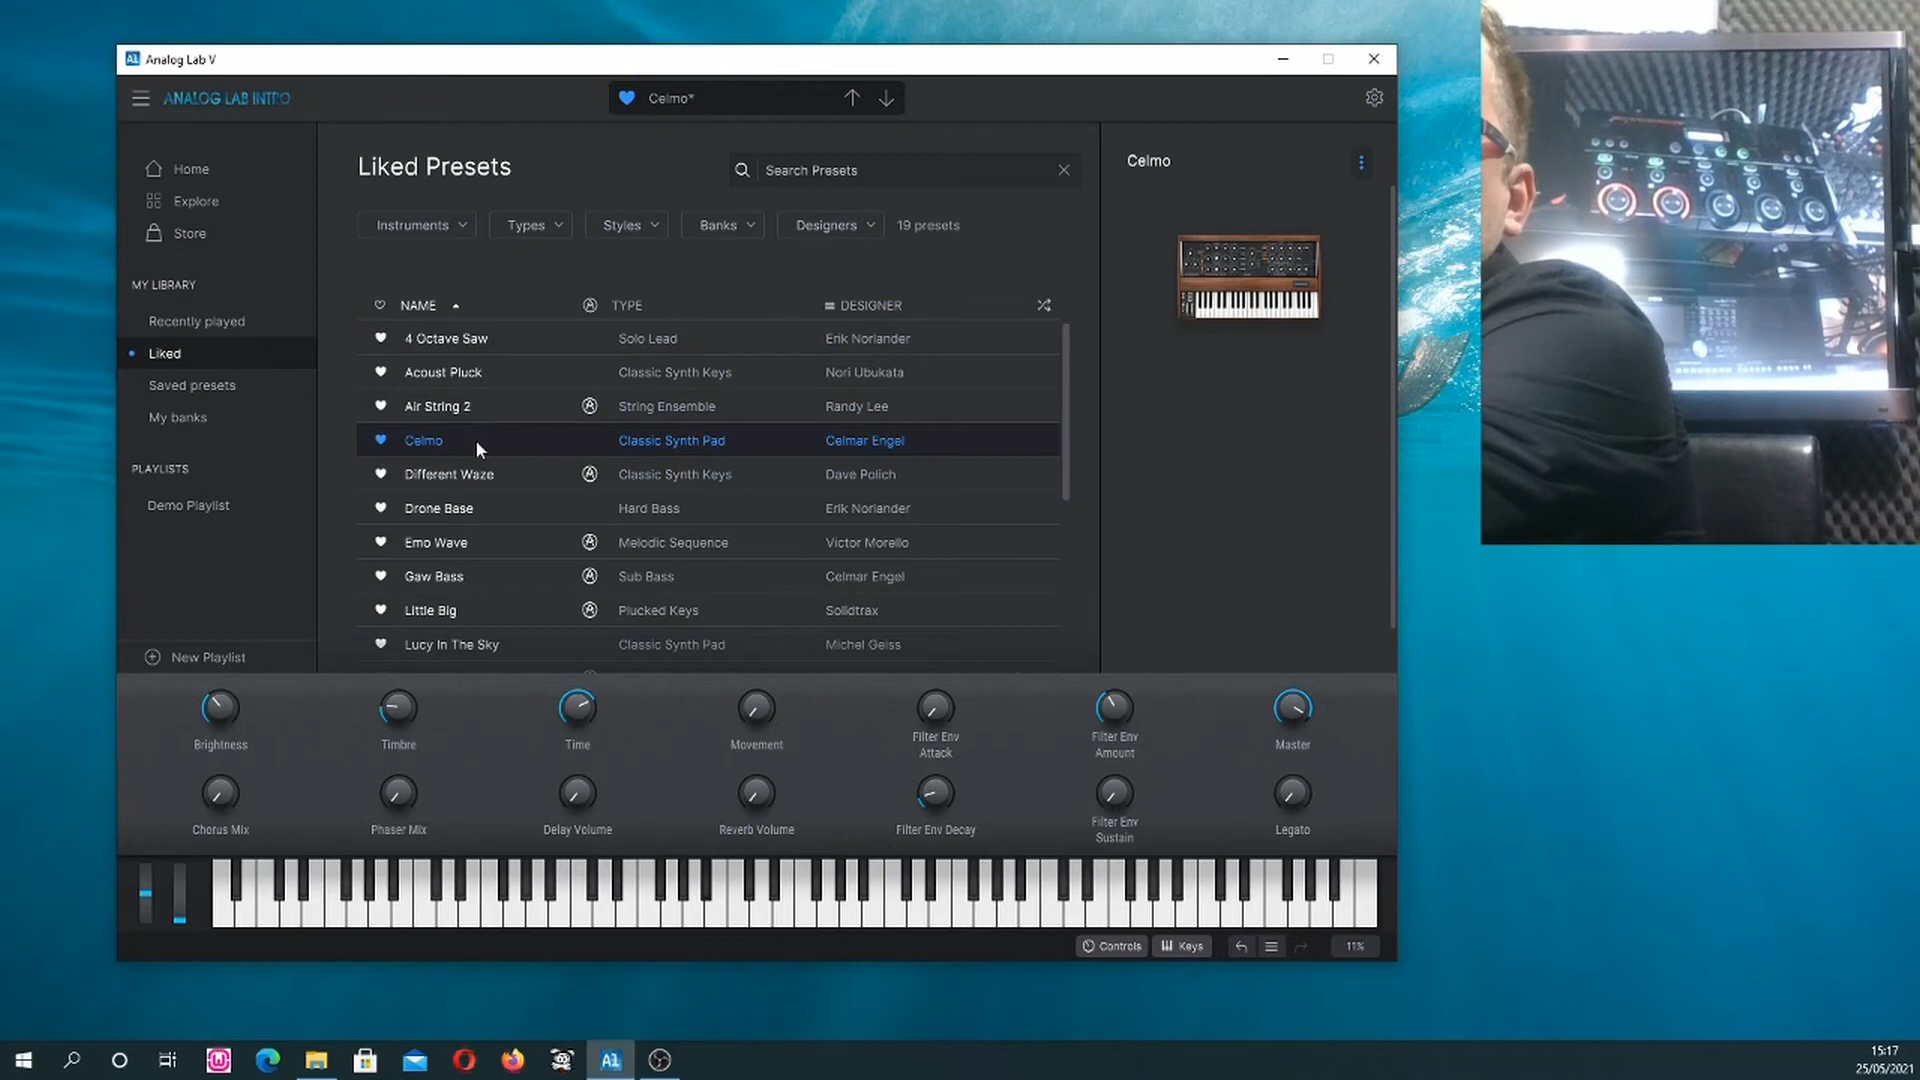 Analog Lab V
ANALOG LAB INTRO
Celmo*
Home
Explore
Store
MY LIBRARY
Recently played
Liked
Saved presets
My banks
PLAYLISTS
Demo Playlist
New Playlist
Liked Presets
Search Presets
Instruments
Types
Styles
Banks
Designers
19 presets
NAME TYPE DESIGNER
4 Octave Saw Solo Lead Erik Norlander
Acoust Pluck Classic Synth Keys Nori Ubukata
Air String 2 String Ensemble Randy Lee
Celmo Classic Synth Pad Celmar Engel
Different Waze Classic Synth Keys Dave Polich
Drone Base Hard Bass Erik Norlander
Emo Wave Melodic Sequence Victor Morello
Gaw Bass Sub Bass Celmar Engel
Little Big Plucked Keys Solidtrax
Lucy In The Sky Classic Synth Pad Michel Geiss
Celmo
Brightness
Timbre
Time
Movement
Filter Env
Attack
Filter Env
Amount
Master
Chorus Mix
Phaser Mix
Delay Volume
Reverb Volume
Filter Env Decay
Filter Env
Sustain
Legato
Controls
Keys
11%
15:17
25/05/2021